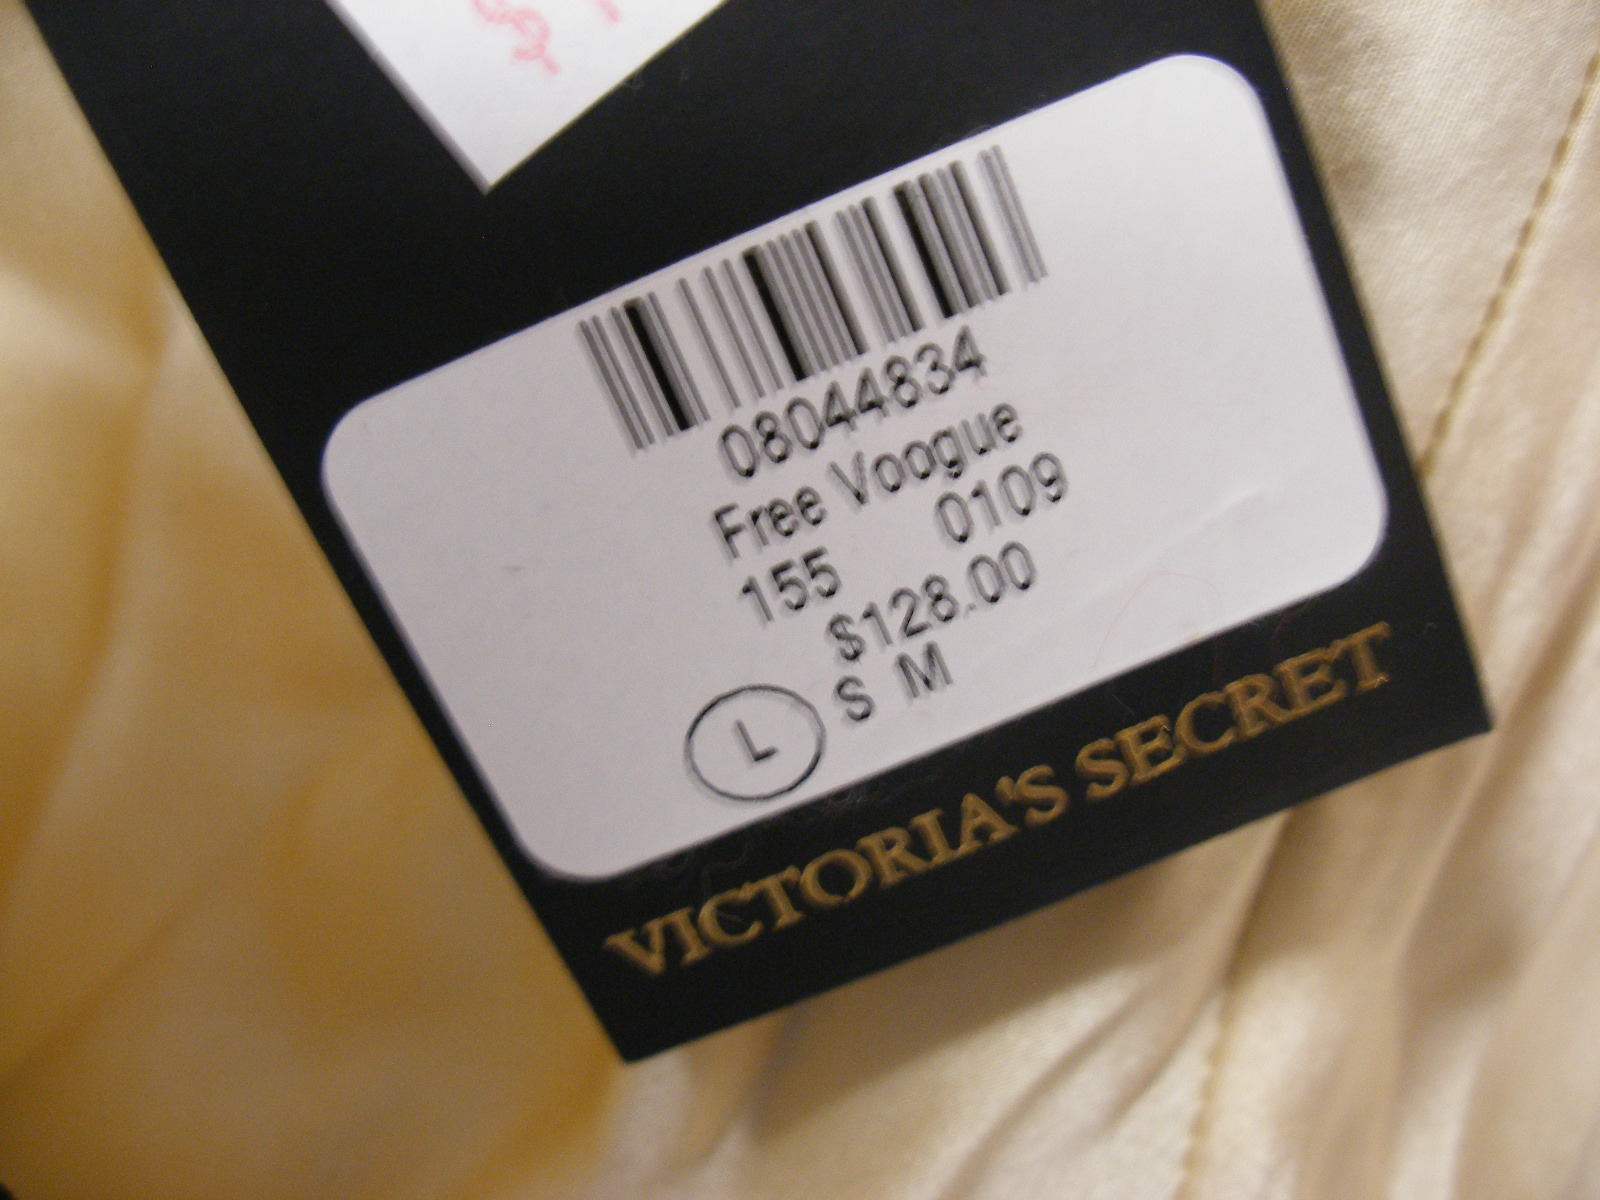 08044834
Free Voogue
155 0109
$128.00
L S M
VICTORIA'S SECRET